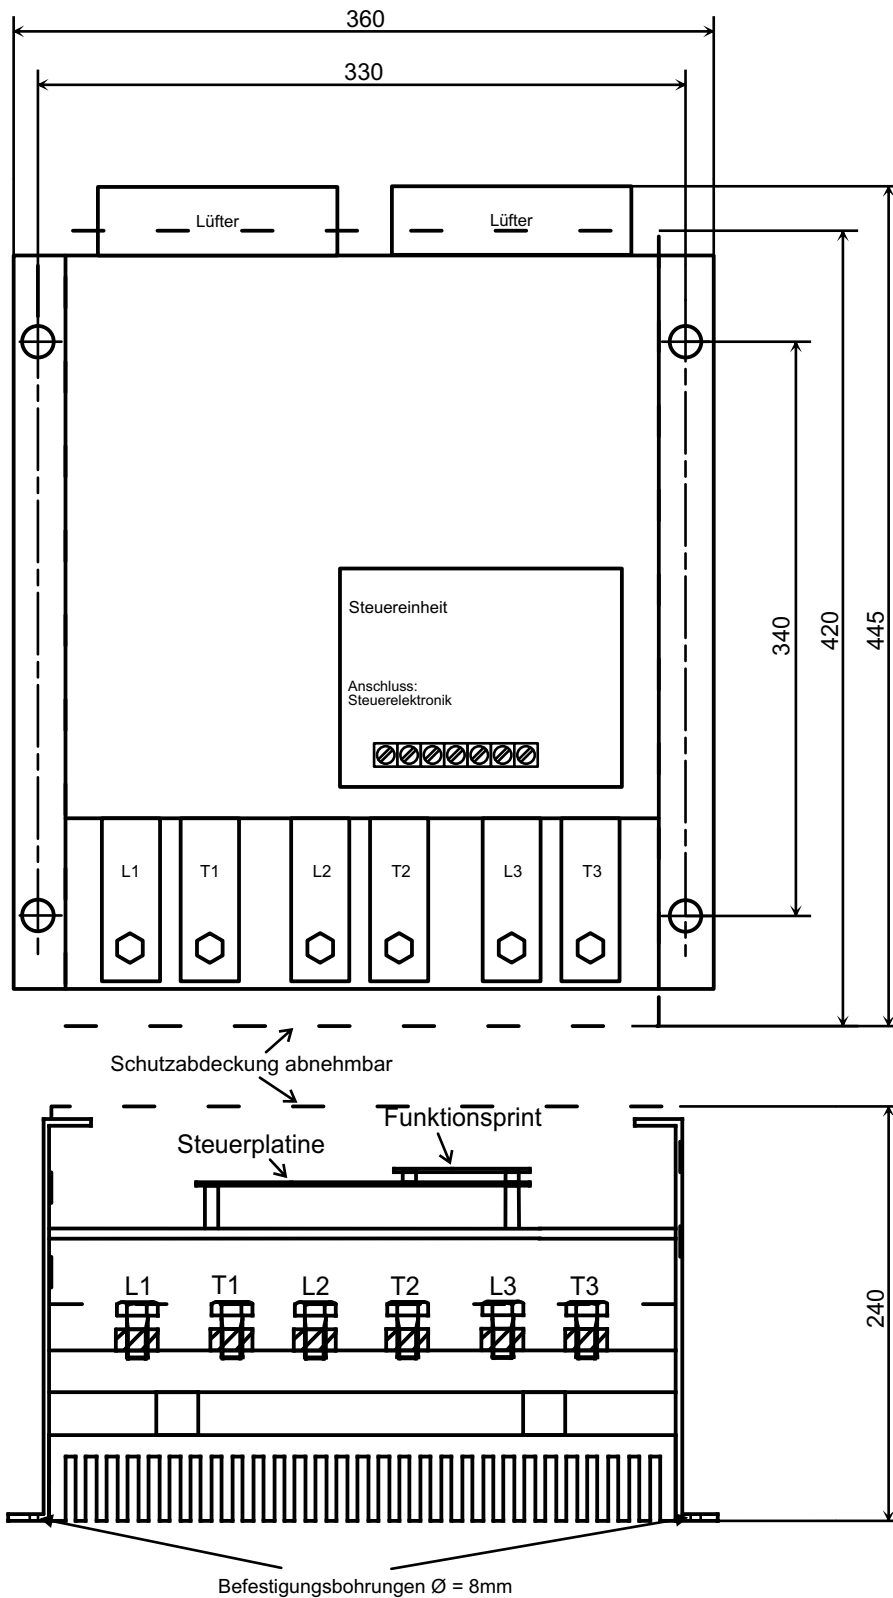 360
330
Lüfter
Lüfter
Steuereinheit
Anschluss:
Steuerelektronik
340
420
445
L1
T1
L2
T2
L3
T3
Schutzabdeckung abnehmbar
Funktionsprint
Steuerplatine
L1
T1
L2
T2
L3
T3
240
Befestigungsbohrungen Ø = 8mm